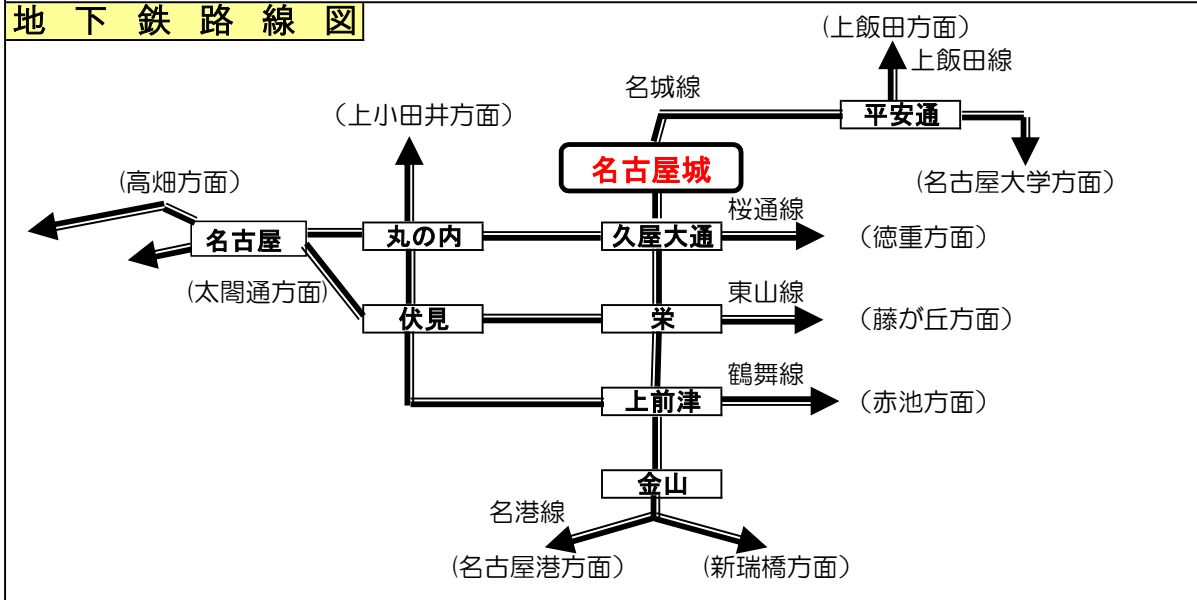 地下鉄路線図
(上飯田方面)
上飯田線
名城線
平安通
(上小田井方面)
名古屋城
(名古屋大学方面)
(高畑方面)
桜通線
名古屋
丸の内
久屋大通
(徳重方面)
(太閤通方面)
東山線
伏見
栄
(藤が丘方面)
鶴舞線
上前津
(赤池方面)
金山
名港線
(名古屋港方面)
(新瑞橋方面)